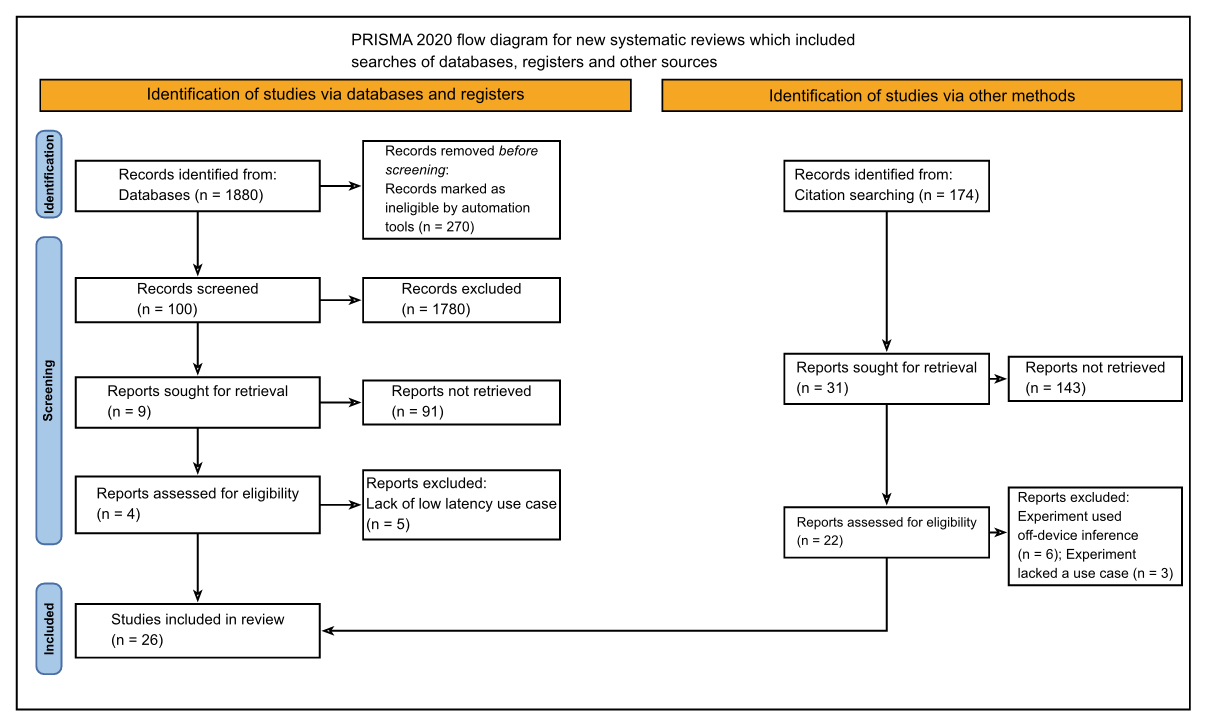 PRISMA 2020 flow diagram for new systematic reviews which included
searches of databases, registers and other sources
Identification of studies via databases and registers
Identification of studies via other methods
Identification
Records identified from:
Databases (n = 1880)
Records removed before
screening:
Records marked as
ineligible by automation
tools (n = 270)
Records identified from:
Citation searching (n = 174)
Screening
Records screened
(n = 100)
Records excluded
(n = 1780)
Reports sought for retrieval
(n = 9)
Reports not retrieved
(n = 91)
Reports sought for retrieval
(n = 31)
Reports not retrieved
(n = 143)
Reports assessed for eligibility
(n = 4)
Reports excluded:
Lack of low latency use case
(n = 5)
Reports assessed for eligibility
(n = 22)
Reports excluded:
Experiment used
off-device inference
(n = 6); Experiment
lacked a use case (n = 3)
Included
Studies included in review
(n = 26)